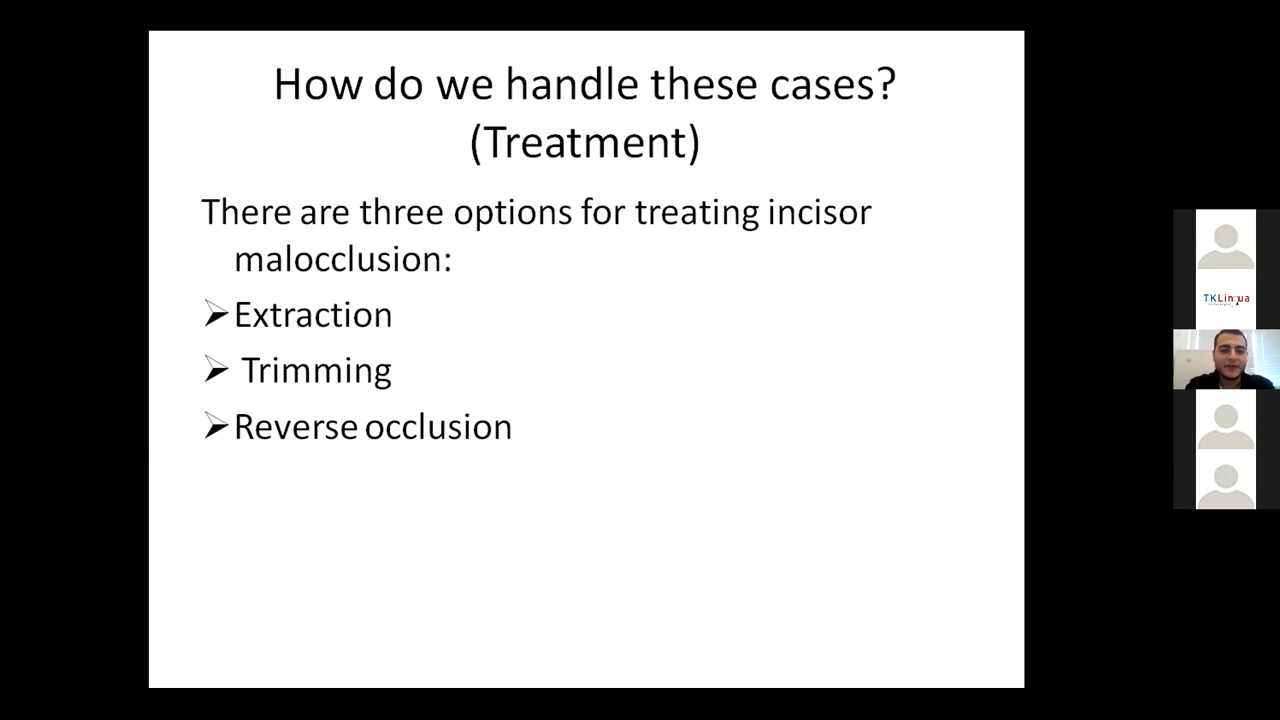 How do we handle these cases?
(Treatment)
There are three options for treating incisor
malocclusion:
➢Extraction
➢ Trimming
➢Reverse occlusion
TKLingua